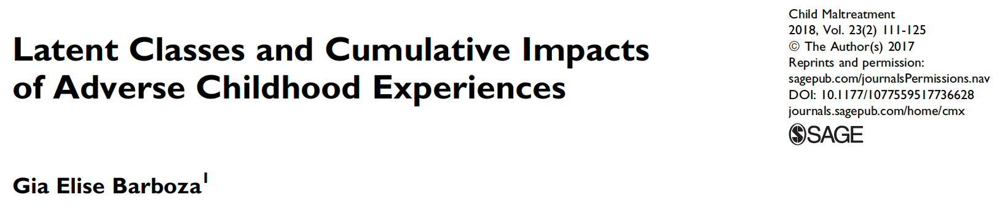 Latent Classes and Cumulative Impacts
of Adverse Childhood Experiences
Gia Elise Barboza1
Child Maltreatment
2018, Vol. 23(2) 111-125
© The Author(s) 2017
Reprints and permission:
sagepub.com/journalsPermissions.nav
DOI: 10.1177/1077559517736628
journals.sagepub.com/home/cmx
SAGE